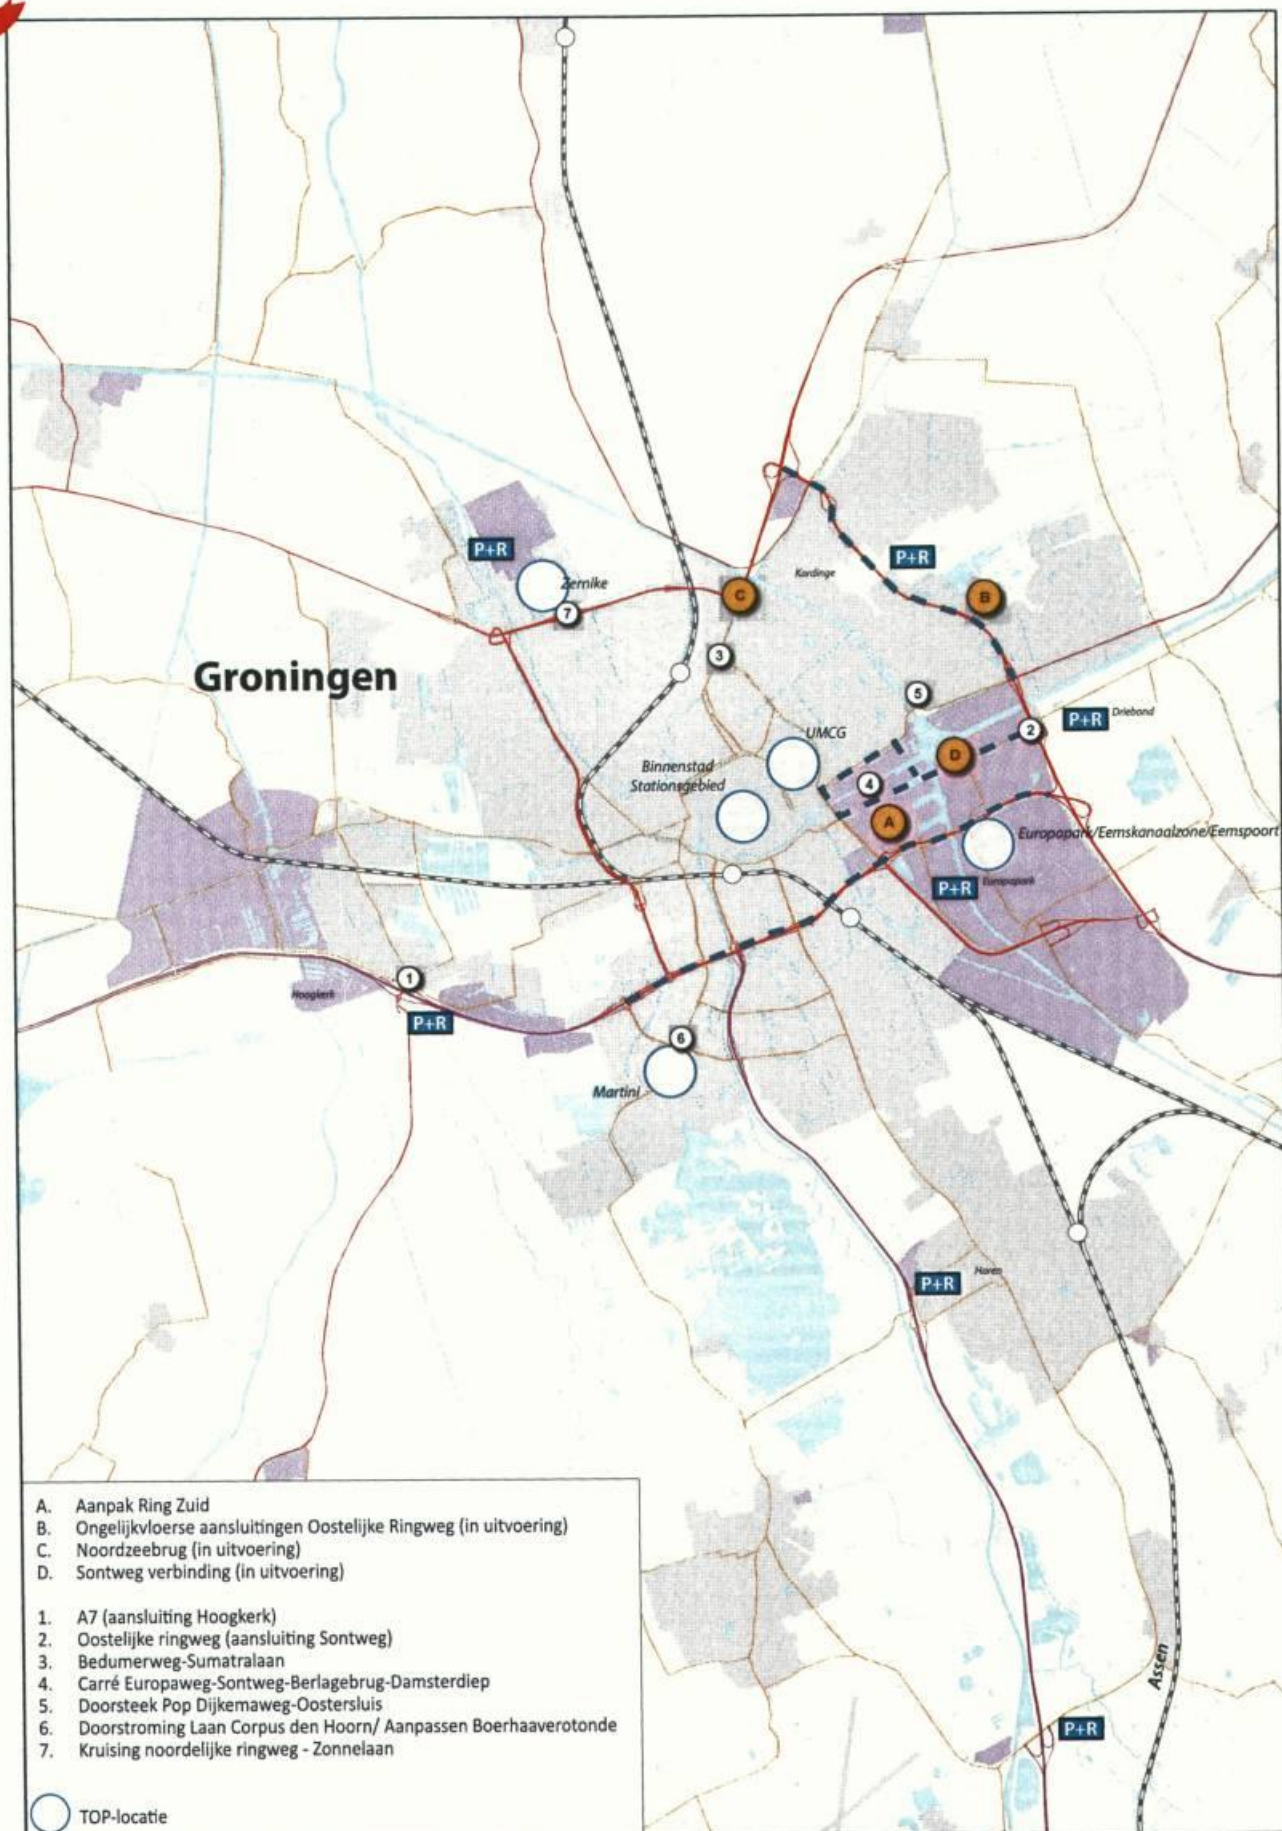 P+R
Zernike
7
C
Kardinge
P+R
B
3
Groningen
5
P+R
Driebond
2
UMCG
D
Binnenstad
Stationsgebied
4
A
Europapark/Eemskanaalzone/Eemspoort
P+R
Europapark
1
Hoogkerk
P+R
6
Martini
P+R
Haren
Assen
P+R
A. Aanpak Ring Zuid
B. Ongelijkvloerse aansluitingen Oostelijke Ringweg (in uitvoering)
C. Noordzeebrug (in uitvoering)
D. Sontweg verbinding (in uitvoering)
1. A7 (aansluiting Hoogkerk)
2. Oostelijke ringweg (aansluiting Sontweg)
3. Bedumerweg-Sumatralaan
4. Carré Europaweg-Sontweg-Berlagebrug-Damsterdiep
5. Doorsteek Pop Dijkemaweg-Oostersluis
6. Doorstroming Laan Corpus den Hoorn/ Aanpassen Boerhaaverotonde
7. Kruising noordelijke ringweg - Zonnelaan
TOP-locatie